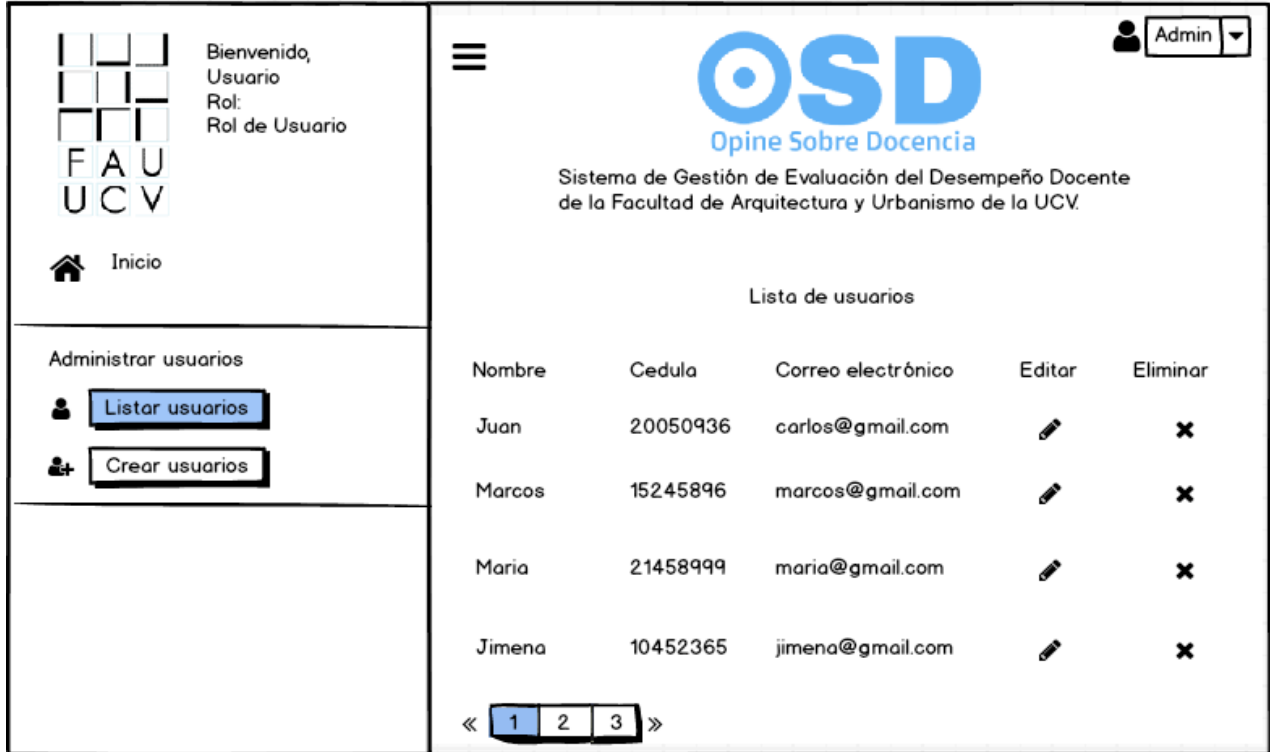 FAU
UCV
Bienvenido,
Usuario
Rol:
Rol de Usuario
Inicio
Administrar usuarios
Listar usuarios
Crear usuarios
Admin
OSD
Opine Sobre Docencia
Sistema de Gestión de Evaluación del Desempeño Docente
de la Facultad de Arquitectura y Urbanismo de la UCV.
Lista de usuarios
Nombre Cedula Correo electrónico Editar Eliminar
Juan 20050936 carlos@gmail.com
Marcos 15245896 marcos@gmail.com
Maria 21458999 maria@gmail.com
Jimena 10452365 jimena@gmail.com
« 1 2 3 »